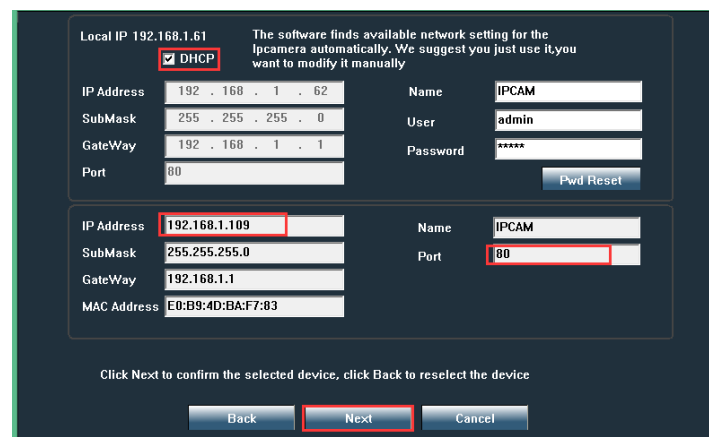 Local IP 192.168.1.61
The software finds available network setting for the
Ipcamera automatically. We suggest you just use it,you
want to modify it manually
DHCP
IP Address 192 . 168 . 1 . 62 Name IPCAM
SubMask 255 . 255 . 255 . 0 User admin
GateWay 192 . 168 . 1 . 1 Password *****
Port 80 Pwd Reset
IP Address 192.168.1.109 Name IPCAM
SubMask 255.255.255.0 Port 80
GateWay 192.168.1.1
MAC Address E0:B9:4D:BA:F7:83
Click Next to confirm the selected device, click Back to reselect the device
Back Next Cancel